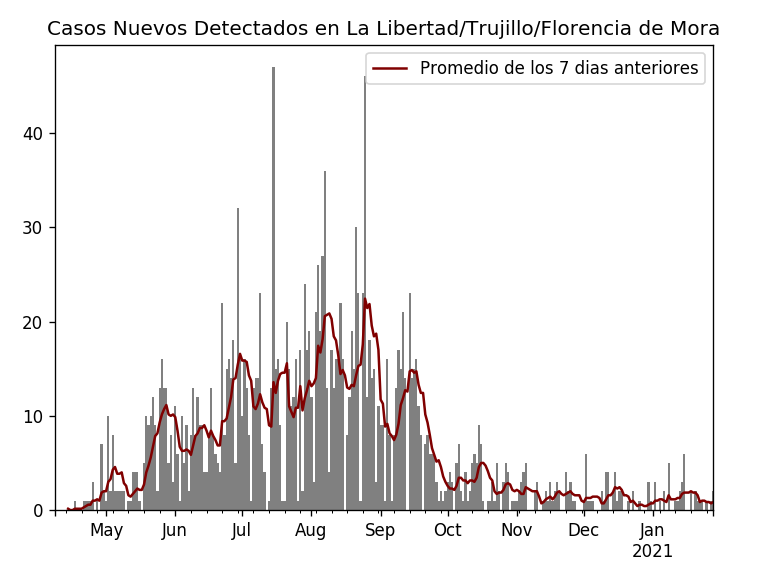 Casos Nuevos Detectados en La Libertad/Trujillo/Florencia de Mora
Promedio de los 7 dias anteriores
40
30
20
10
0
May Jun Jul Aug Sep Oct Nov Dec Jan
2021